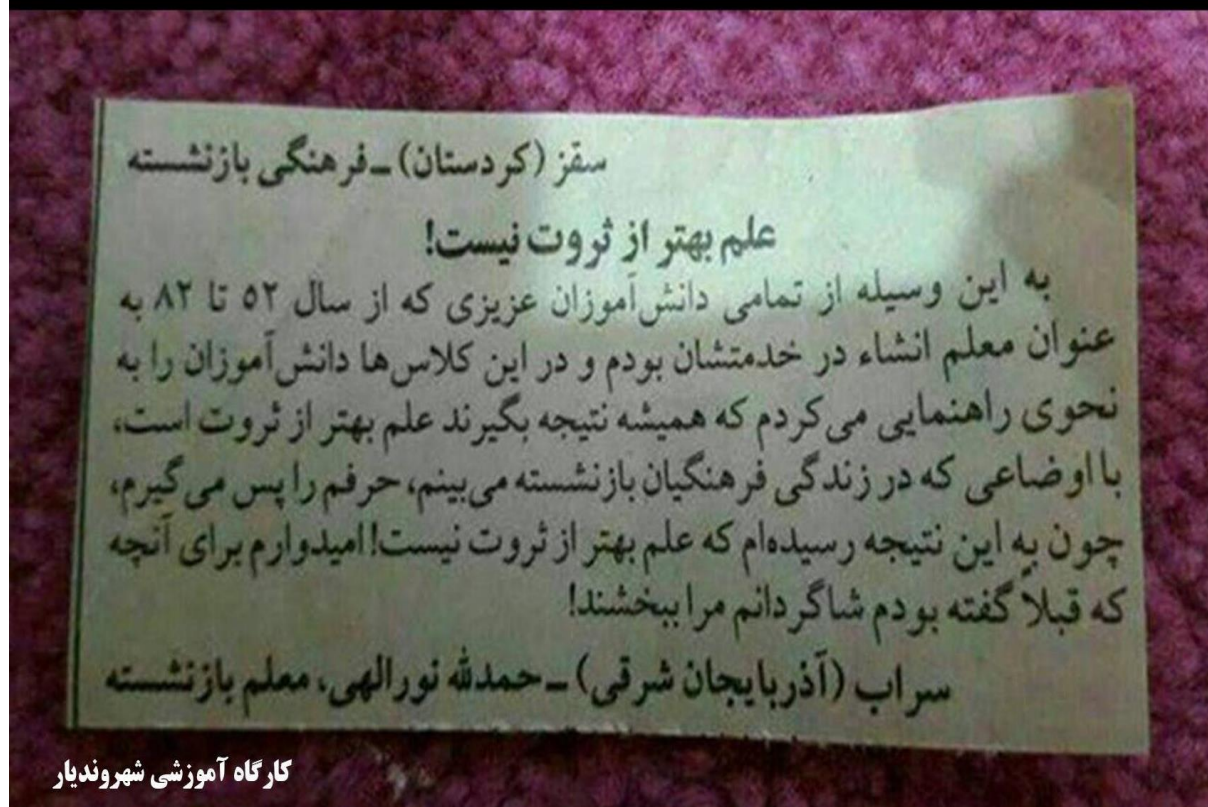 سقز (کردستان) ــ فرهنگی بازنشسته
علم بهتر از ثروت نیست!
به این وسیله از تمامی دانش‌آموزان عزیزی که از سال ۵۲ تا ۸۲ به
عنوان معلم انشاء در خدمتشان بودم و در این کلاس‌ها دانش‌آموزان را به
نحوی راهنمایی می‌کردم که همیشه نتیجه بگیرند علم بهتر از ثروت است،
با اوضاعی که در زندگی فرهنگیان بازنشسته می‌بینم، حرفم را پس می‌گیرم،
چون به این نتیجه رسیده‌ام که علم بهتر از ثروت نیست! امیدوارم برای آنچه
که قبلاً گفته بودم شاگردانم مرا ببخشند!
سراب (آذربایجان شرقی) ــ حمدلله نورالهی، معلم بازنشسته
کارگاه آموزشی شهروندیار